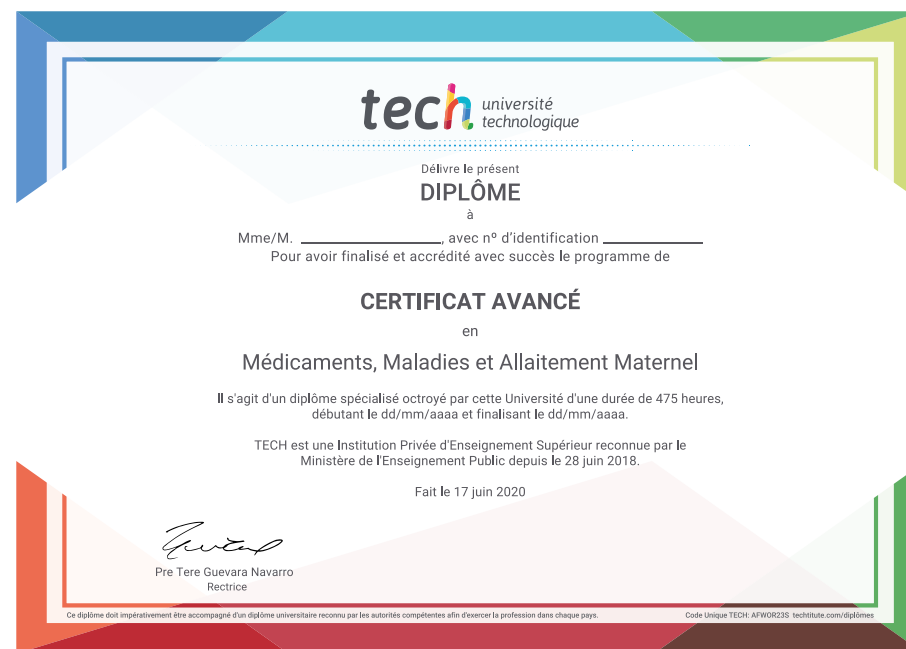 tech université
technologique
Délivre le présent
DIPLÔME
à
Mme/M. ____________________, avec nº d'identification ______________
Pour avoir finalisé et accrédité avec succès le programme de
CERTIFICAT AVANCÉ
en
Médicaments, Maladies et Allaitement Maternel
Il s'agit d'un diplôme spécialisé octroyé par cette Université d'une durée de 475 heures,
débutant le dd/mm/aaaa et finalisant le dd/mm/aaaa.
TECH est une Institution Privée d'Enseignement Supérieur reconnue par le
Ministère de l'Enseignement Public depuis le 28 juin 2018.
Fait le 17 juin 2020
Pre Tere Guevara Navarro
Rectrice
Ce diplôme doit impérativement être accompagné d'un diplôme universitaire reconnu par les autorités compétentes afin d'exercer la profession dans chaque pays.
Code Unique TECH: AFWOR23S techtitute.com/diplômes